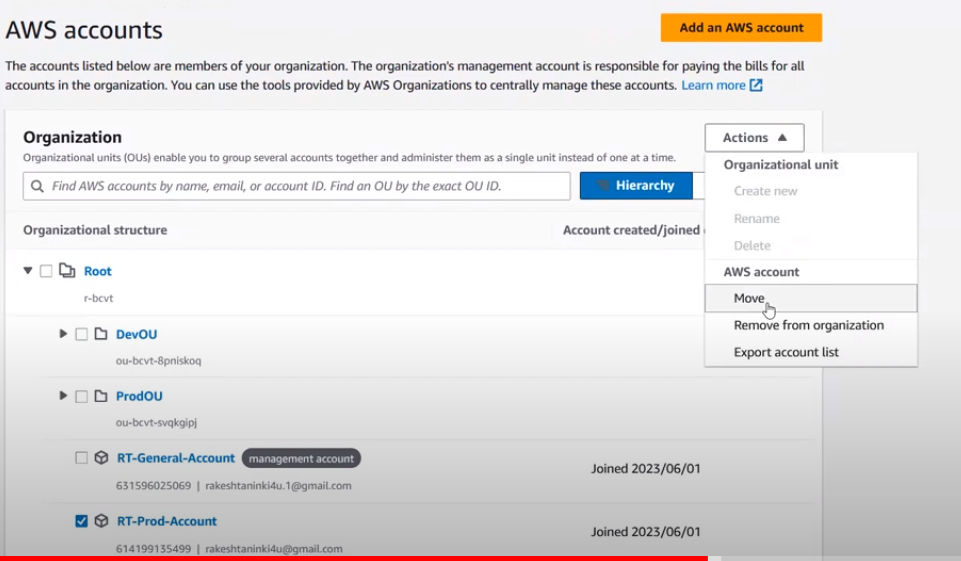 AWS accounts
Add an AWS account
The accounts listed below are members of your organization. The organization's management account is responsible for paying the bills for all
accounts in the organization. You can use the tools provided by AWS Organizations to centrally manage these accounts. Learn more
Organization
Actions
Organizational units (OUs) enable you to group several accounts together and administer them as a single unit instead of one at a time.
Organizational unit
Find AWS accounts by name, email, or account ID. Find an OU by the exact OU ID.
Hierarchy
Create new
Rename
Organizational structure
Account created/joined
Delete
AWS account
Root
r-bcvt
Move
Remove from organization
DevOU
ou-bcvt-8pniskoq
Export account list
ProdOU
ou-bcvt-svqkgipj
RT-General-Account management account
631596025069 | rakeshtaninki4u.1@gmail.com
Joined 2023/06/01
RT-Prod-Account
614199135499 | rakeshtaninki4u@gmail.com
Joined 2023/06/01